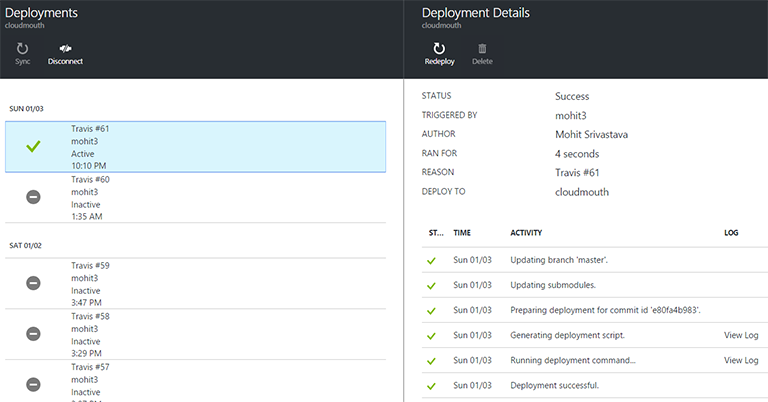 Deployments
cloudmouth
Sync
Disconnect
SUN 01/03
Travis #61
mohit3
Active
10:10 PM
Travis #60
mohit3
Inactive
1:35 AM
SAT 01/02
Travis #59
mohit3
Inactive
3:47 PM
Travis #58
mohit3
Inactive
3:29 PM
Travis #57
mohit3
Inactive
Deployment Details
cloudmouth
Redeploy
Delete
STATUS Success
TRIGGERED BY mohit3
AUTHOR Mohit Srivastava
RAN FOR 4 seconds
REASON Travis #61
DEPLOY TO cloudmouth
ST... TIME ACTIVITY LOG
Sun 01/03 Updating branch 'master'.
Sun 01/03 Updating submodules.
Sun 01/03 Preparing deployment for commit id 'e80fa4b983'.
Sun 01/03 Generating deployment script. View Log
Sun 01/03 Running deployment command... View Log
Sun 01/03 Deployment successful.